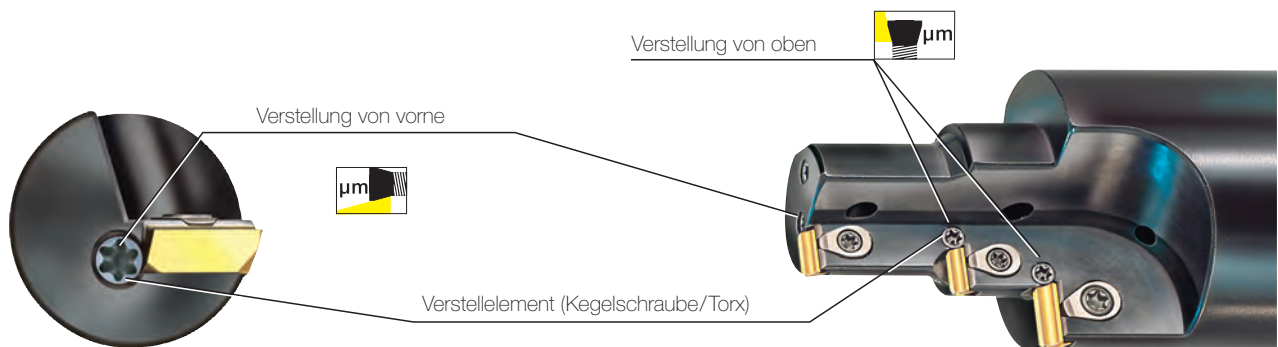 Verstellung von oben
µm
Verstellung von vorne
µm
Verstellelement (Kegelschraube/Torx)